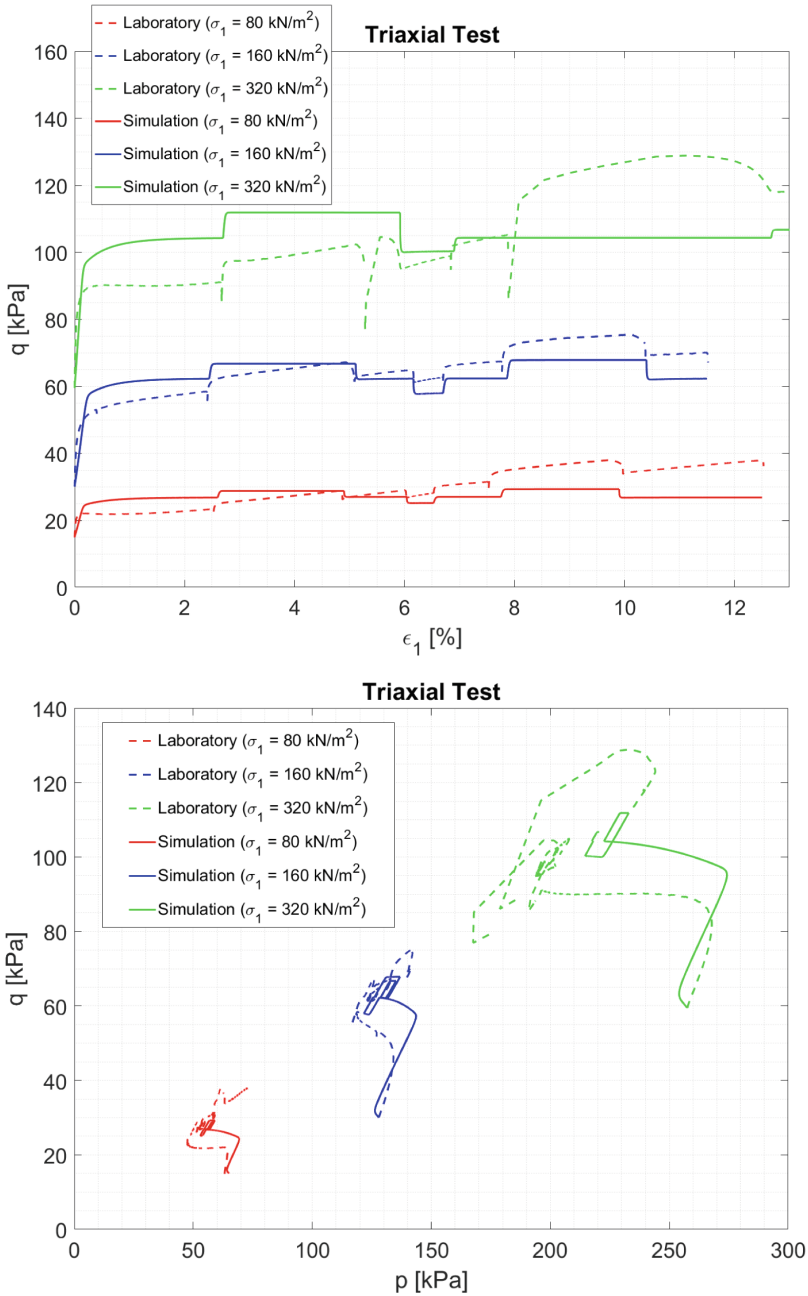 Triaxial Test
Laboratory (σ₁ = 80 kN/m²)
Laboratory (σ₁ = 160 kN/m²)
Laboratory (σ₁ = 320 kN/m²)
Simulation (σ₁ = 80 kN/m²)
Simulation (σ₁ = 160 kN/m²)
Simulation (σ₁ = 320 kN/m²)
160
140
120
100
80
60
40
20
0
q [kPa]
0 2 4 6 8 10 12
ϵ₁ [%]
Triaxial Test
Laboratory (σ₁ = 80 kN/m²)
Laboratory (σ₁ = 160 kN/m²)
Laboratory (σ₁ = 320 kN/m²)
Simulation (σ₁ = 80 kN/m²)
Simulation (σ₁ = 160 kN/m²)
Simulation (σ₁ = 320 kN/m²)
140
120
100
80
60
40
20
0
q [kPa]
0 50 100 150 200 250 300
p [kPa]